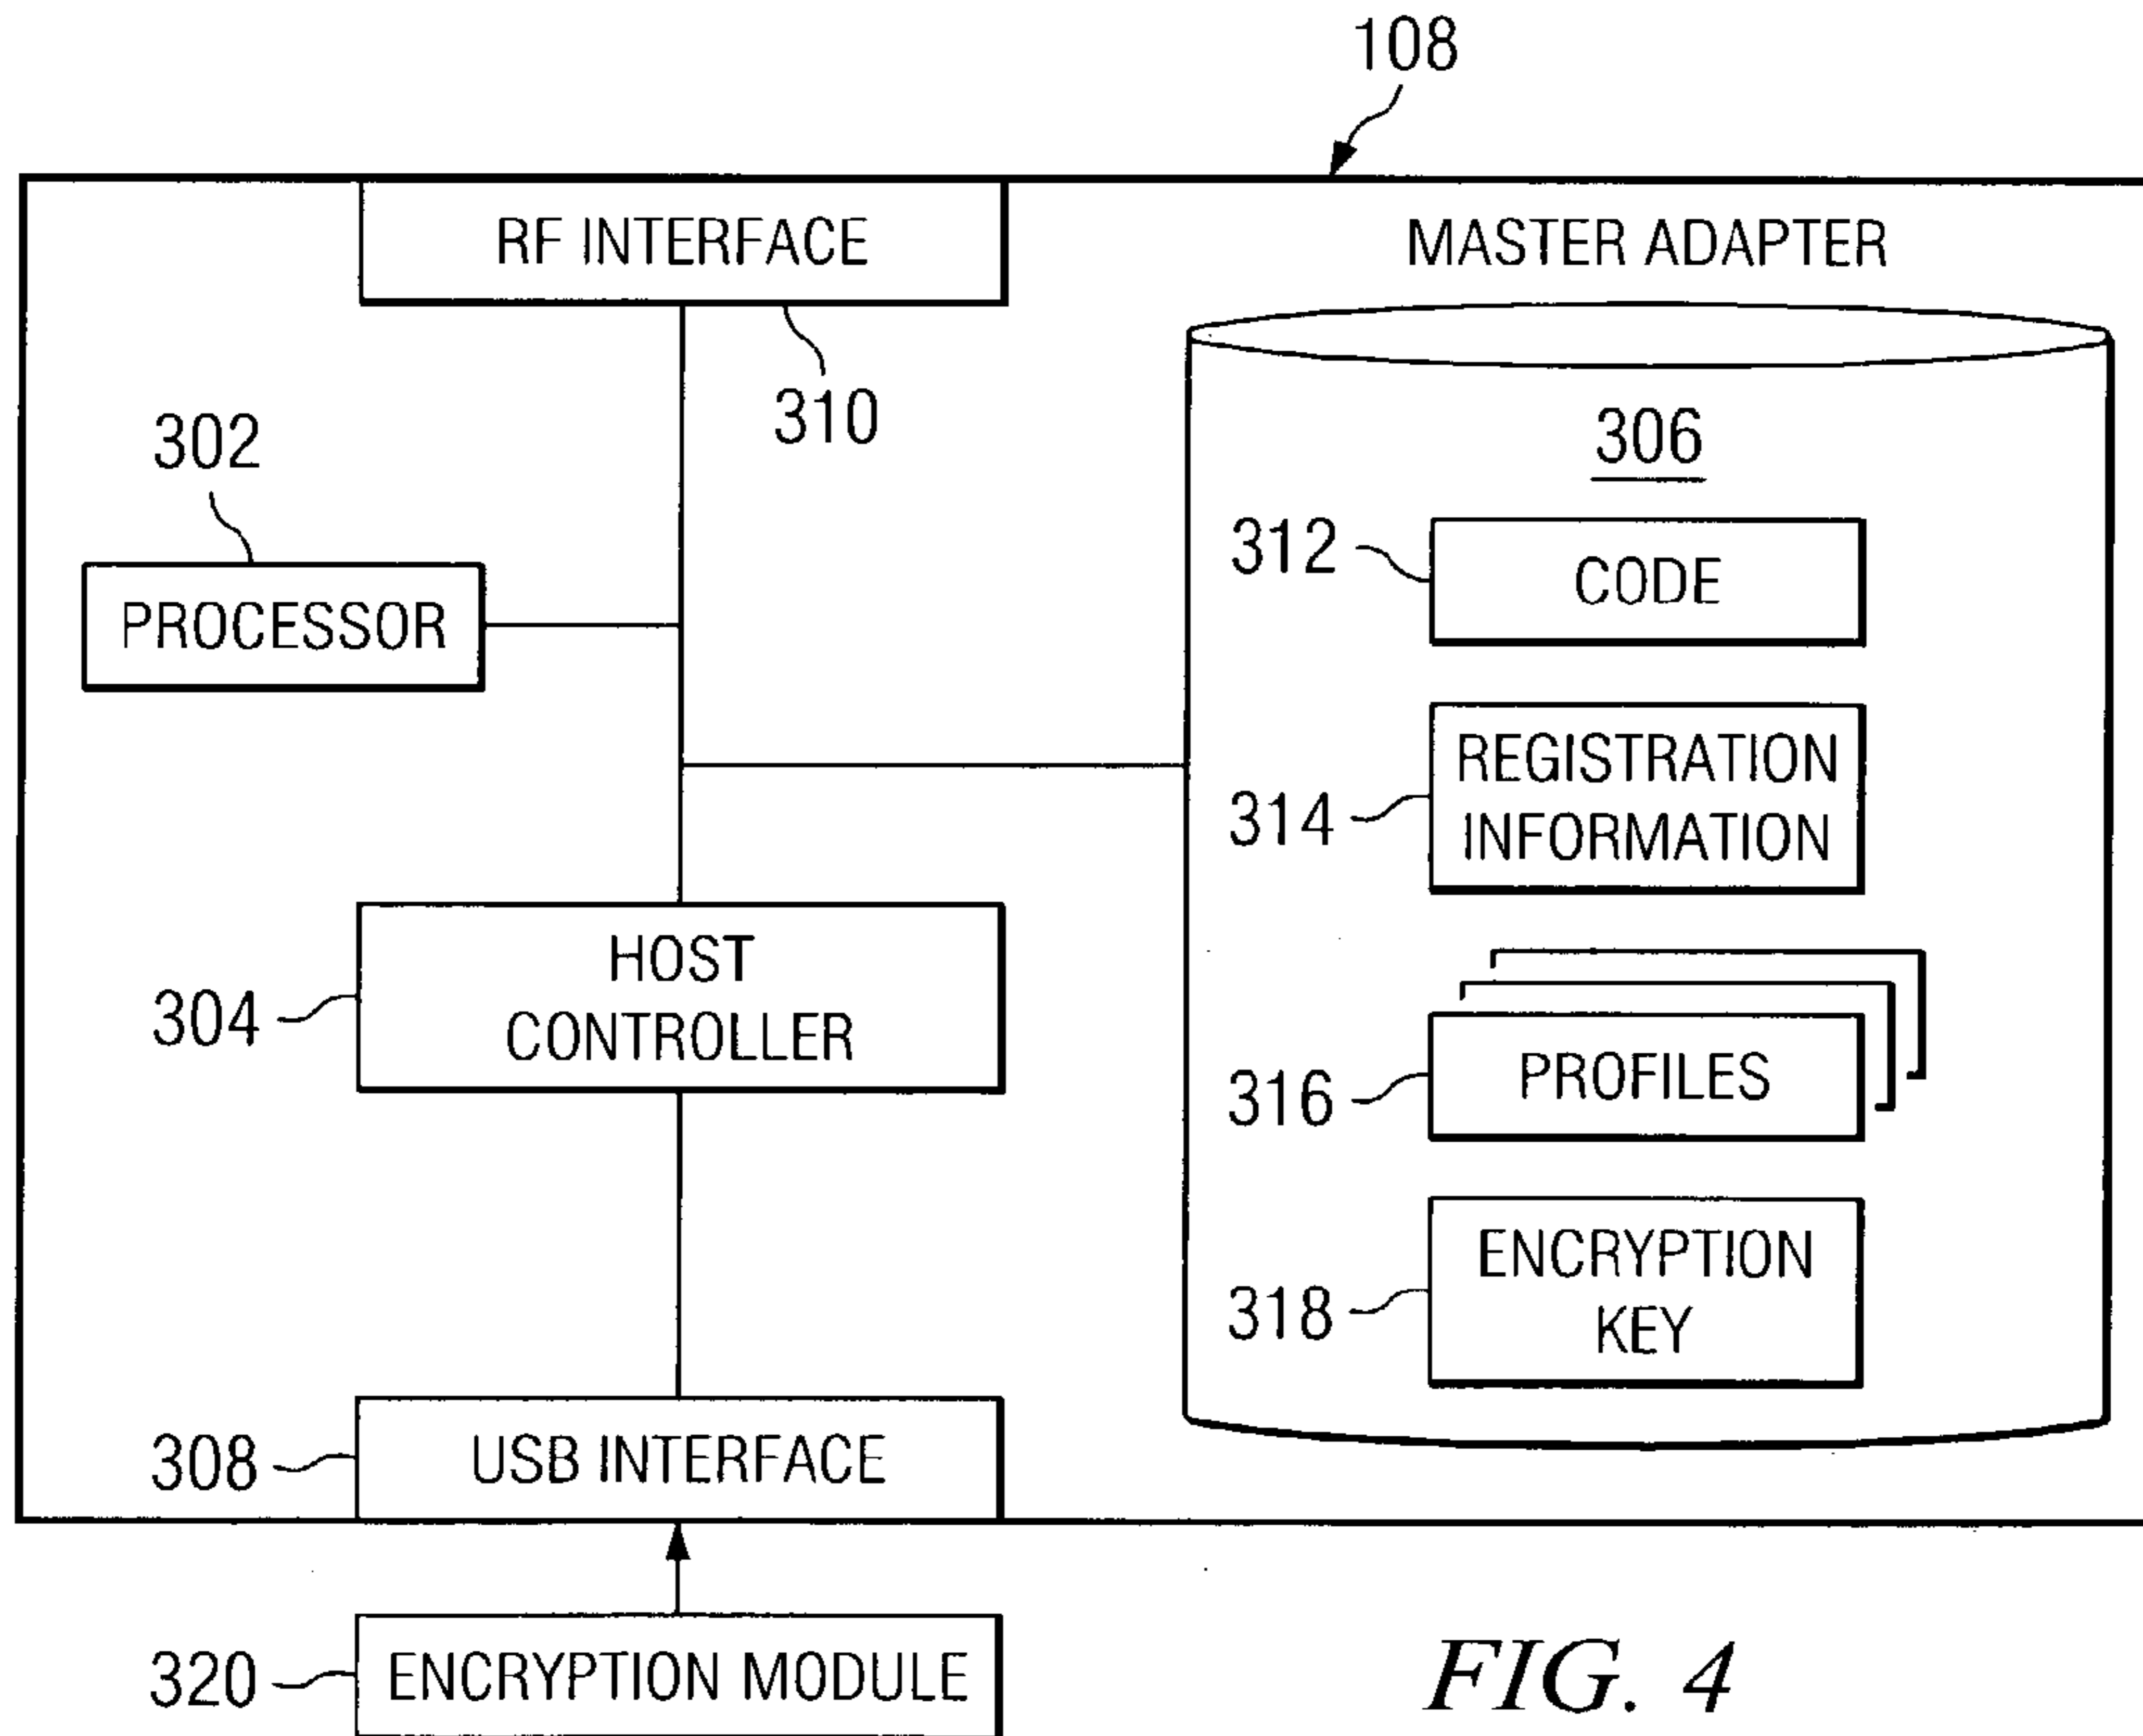 108
RF INTERFACE
MASTER ADAPTER
310
302
306
312
CODE
PROCESSOR
REGISTRATION
INFORMATION
314
HOST
CONTROLLER
304
316
PROFILES
ENCRYPTION
KEY
318
308
USB INTERFACE
320
ENCRYPTION MODULE
FIG. 4